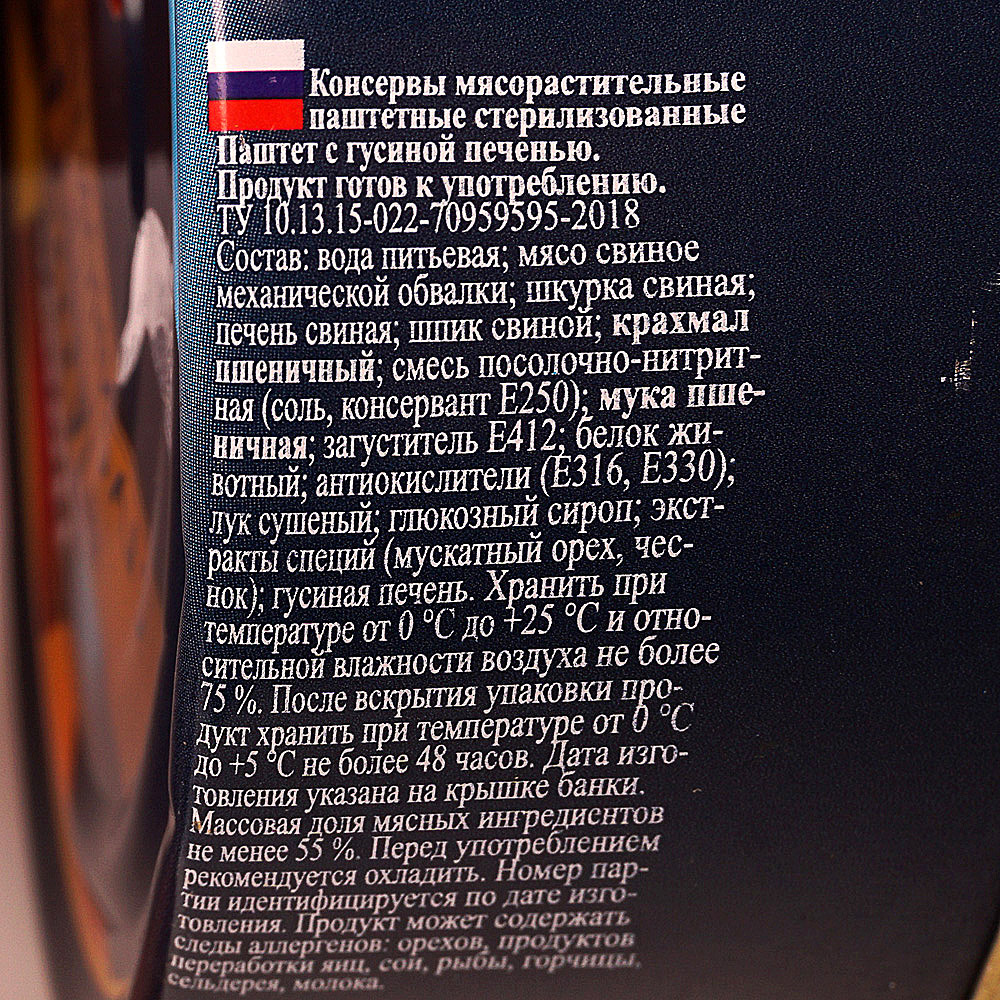 Консервы мясорастительные
паштетные стерилизованные
Паштет с гусиной печенью.
Продукт готов к употреблению.
ТУ 10.13.15-022-70959595-2018
Состав: вода питьевая; мясо свиное
механической обвалки; шкурка свиная;
печень свиная; шпик свиной; крахмал
пшеничный; смесь посолочно-нитрит-
ная (соль, консервант Е250); мука пше-
ничная; загуститель Е412; белок жи-
вотный; антиокислители (Е316, Е330);
лук сушеный; глюкозный сироп; экст-
ракты специй (мускатный орех, чес-
нок); гусиная печень. Хранить при
температуре от 0 °С до +25 °С и отно-
сительной влажности воздуха не более
75 %. После вскрытия упаковки про-
дукт хранить при температуре от 0 °С
до +5 °С не более 48 часов. Дата изго-
товления указана на крышке банки.
Массовая доля мясных ингредиентов
не менее 55 %. Перед употреблением
рекомендуется охладить. Номер пар-
тии идентифицируется по дате изго-
товления. Продукт может содержать
следы аллергенов: орехов, продуктов
переработки яиц, сои, рыбы, горчицы,
сельдерея, молока.